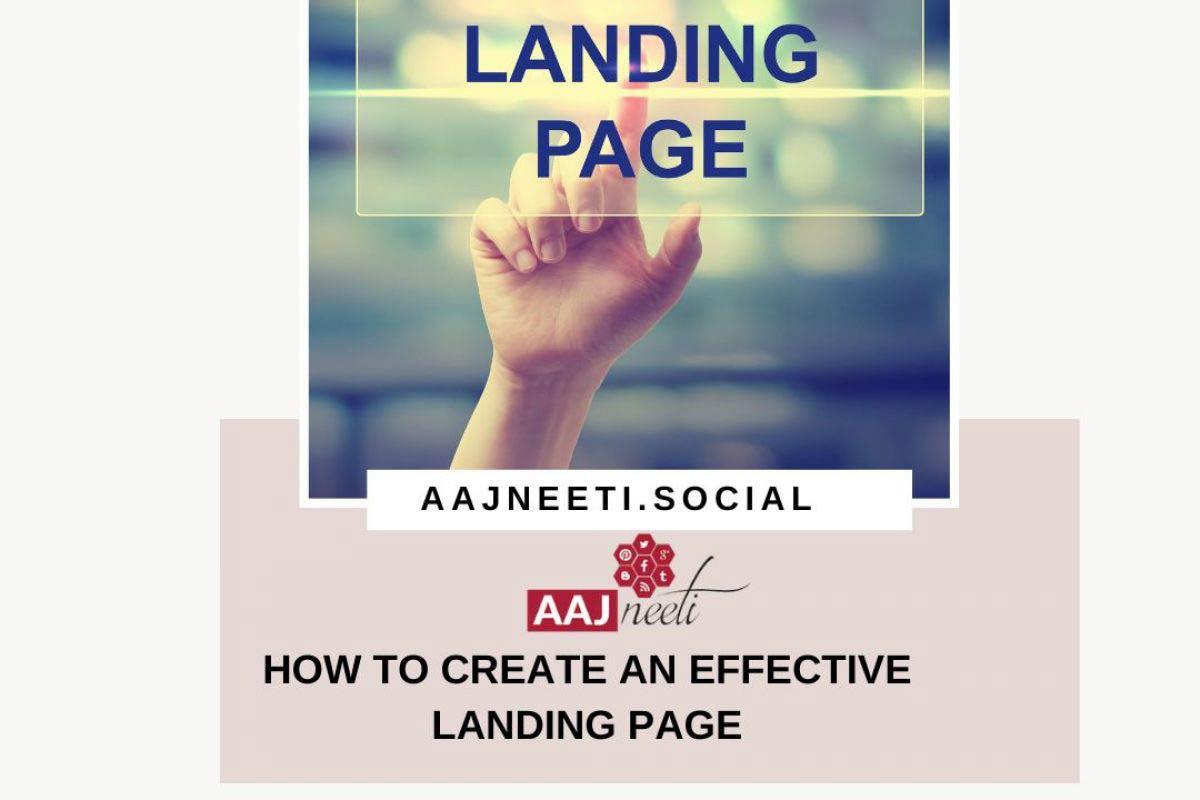 LANDING
PAGE
AAJNEETI.SOCIAL
AAJ neeti
HOW TO CREATE AN EFFECTIVE
LANDING PAGE